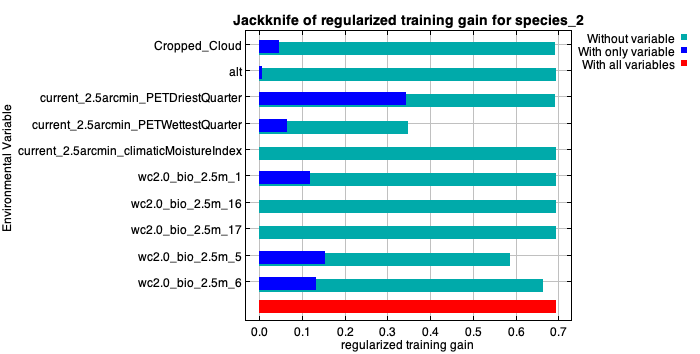 Jackknife of regularized training gain for species_2
Without variable
With only variable
With all variables
Environmental Variable
Cropped_Cloud
alt
current_2.5arcmin_PETDriestQuarter
current_2.5arcmin_PETWettestQuarter
current_2.5arcmin_climaticMoistureIndex
wc2.0_bio_2.5m_1
wc2.0_bio_2.5m_16
wc2.0_bio_2.5m_17
wc2.0_bio_2.5m_5
wc2.0_bio_2.5m_6
0.0 0.1 0.2 0.3 0.4 0.5 0.6 0.7
regularized training gain